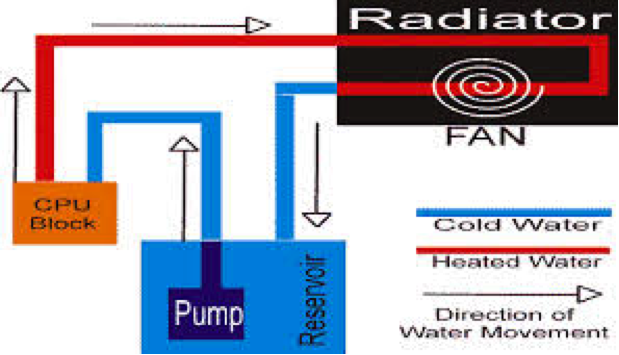 Radiator
FAN
CPU
Block
Cold Water
Heated Water
Reservoir
Pump
Direction of
Water Movement